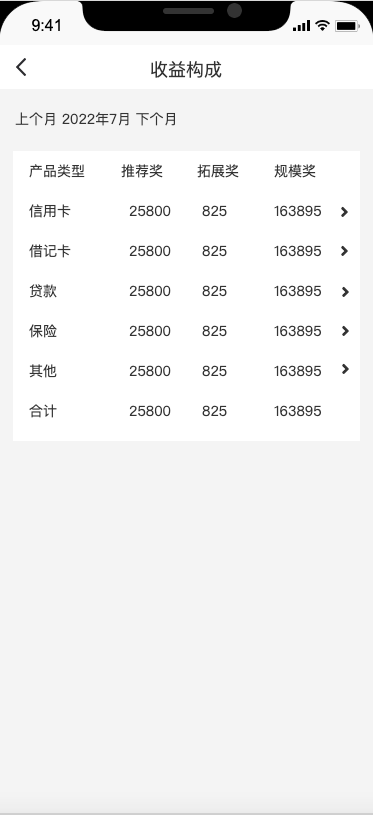 9:41
收益构成
上个月 2022年7月 下个月
产品类型 推荐奖 拓展奖 规模奖
信用卡 25800 825 163895
借记卡 25800 825 163895
贷款 25800 825 163895
保险 25800 825 163895
其他 25800 825 163895
合计 25800 825 163895